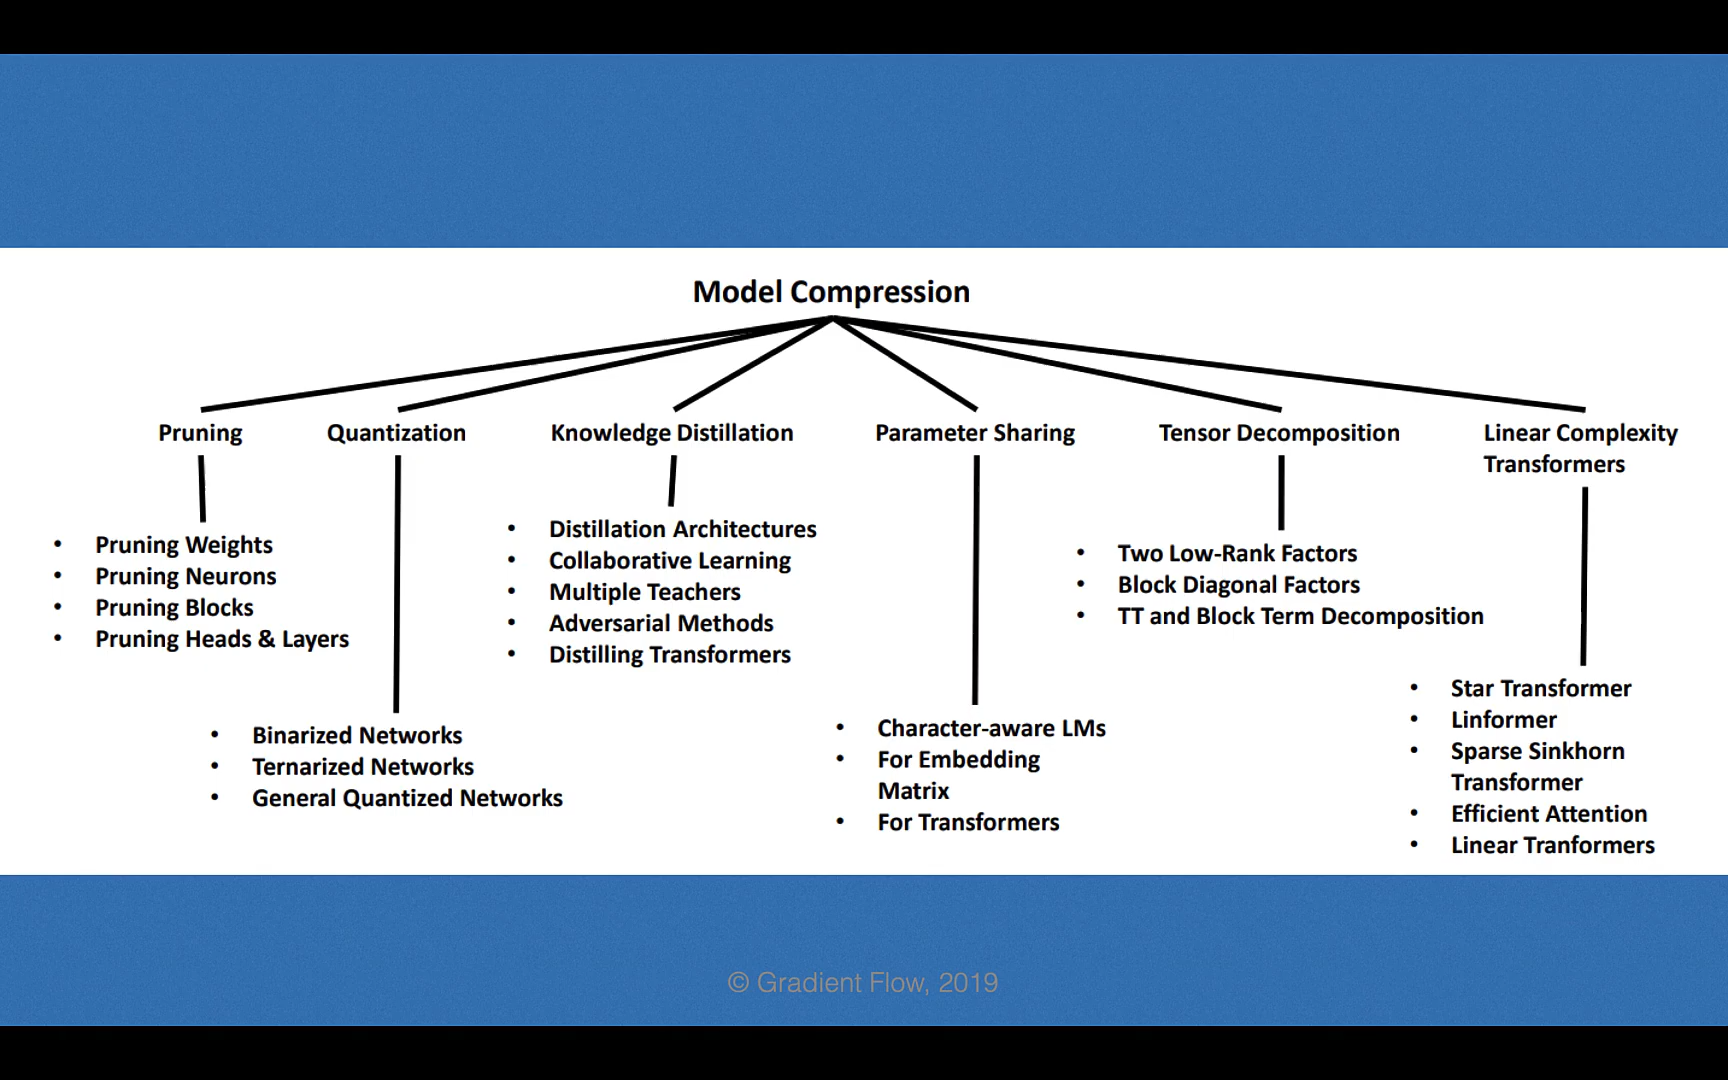 Model Compression
Pruning
Quantization
Knowledge Distillation
Parameter Sharing
Tensor Decomposition
Linear Complexity
Transformers
• Pruning Weights
• Pruning Neurons
• Pruning Blocks
• Pruning Heads & Layers
• Binarized Networks
• Ternarized Networks
• General Quantized Networks
• Distillation Architectures
• Collaborative Learning
• Multiple Teachers
• Adversarial Methods
• Distilling Transformers
• Character-aware LMs
• For Embedding
Matrix
• For Transformers
• Two Low-Rank Factors
• Block Diagonal Factors
• TT and Block Term Decomposition
• Star Transformer
• Linformer
• Sparse Sinkhorn
Transformer
• Efficient Attention
• Linear Tranformers
© Gradient Flow, 2019